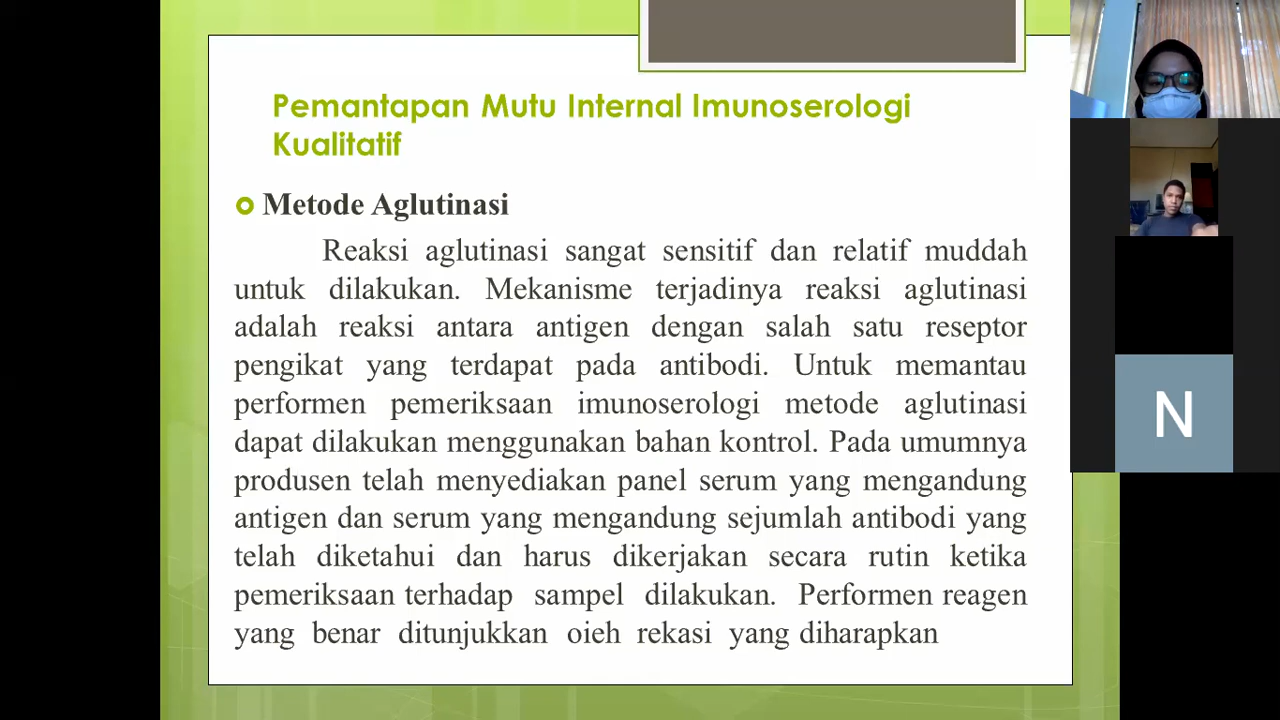 Pemantapan Mutu Internal Imunoserologi
Kualitatif
Metode Aglutinasi
Reaksi aglutinasi sangat sensitif dan relatif muddah
untuk dilakukan. Mekanisme terjadinya reaksi aglutinasi
adalah reaksi antara antigen dengan salah satu reseptor
pengikat yang terdapat pada antibodi. Untuk memantau
performen pemeriksaan imunoserologi metode aglutinasi
dapat dilakukan menggunakan bahan kontrol. Pada umumnya
produsen telah menyediakan panel serum yang mengandung
antigen dan serum yang mengandung sejumlah antibodi yang
telah diketahui dan harus dikerjakan secara rutin ketika
pemeriksaan terhadap sampel dilakukan. Performen reagen
yang benar ditunjukkan oieh rekasi yang diharapkan
N